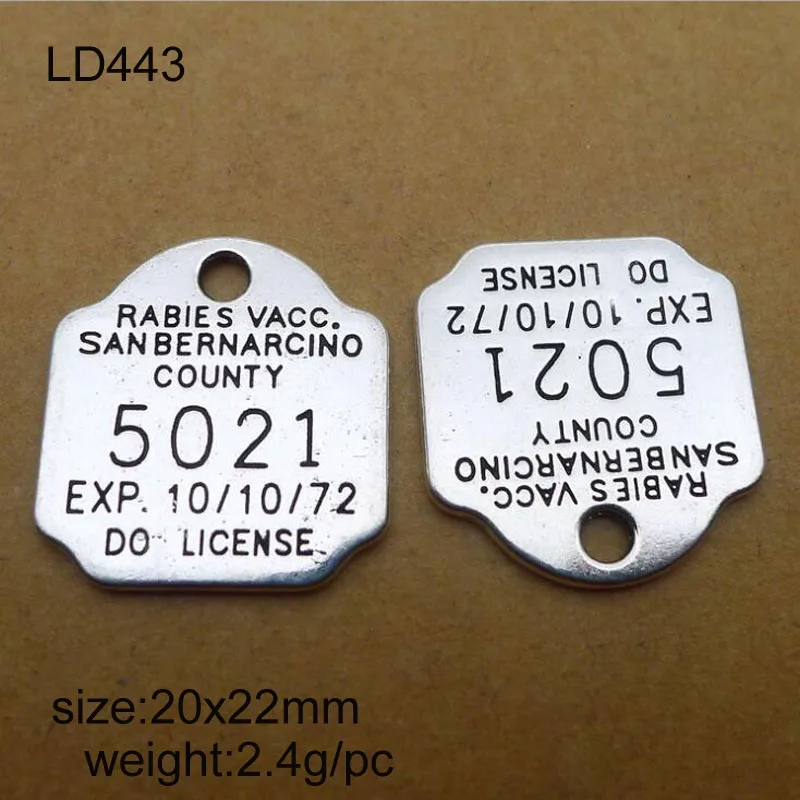 LD443
RABIES VACC.
SANBERNARCINO
COUNTY
5021
EXP. 10/10/72
DO LICENSE
RABIES VACC.
SANBERNARCINO
COUNTY
5021
EXP. 10/10/72
DO LICENSE
size:20x22mm
weight:2.4g/pc